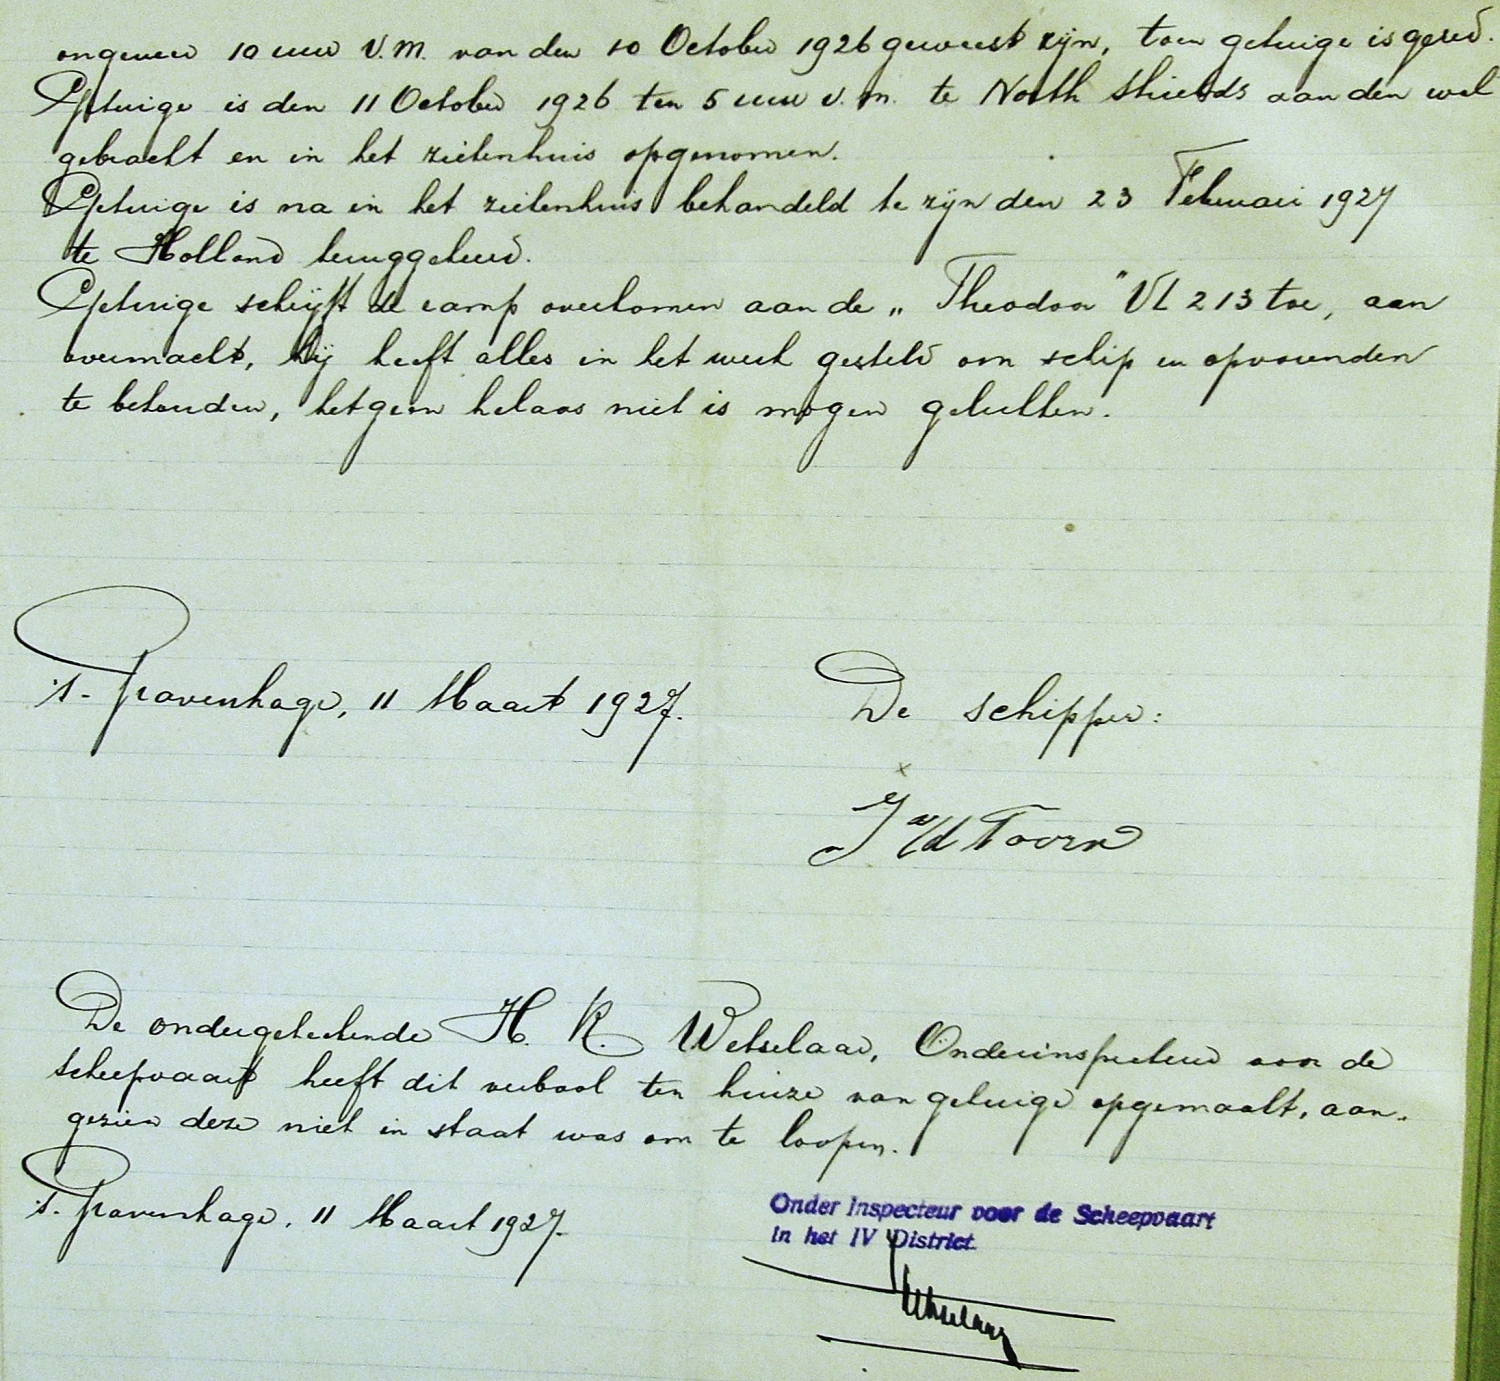 ongeveer 10 uur V.M. van den 10 October 1926 geweest zijn, toen getuige is gered.
Getuige is den 11 October 1926 ten 5 uur v.m. te North Shields aan den wal
gebracht en in het ziekenhuis opgenomen.
Getuige is na in het ziekenhuis behandeld te zijn den 23 Februari 1927
te Holland teruggekeerd.
Getuige schrijft de ramp overkomen aan de „Theodoor" VL 213 toe, aan
overmacht, hij heeft alles in het werk gesteld om schip en opvarenden
te behouden, hetgeen helaas niet is mogen gelukken.
's-Gravenhage, 11 Maart 1927.
De schipper:
x
J v/d Toorn
De ondergeteekende H. K. Wetselaar, Onderinspecteur voor de
scheepvaart heeft dit verbaal ten huize van getuige opgemaakt, aan-
gezien deze niet in staat was om te loopen.
's-Gravenhage, 11 Maart 1927.
Onder Inspecteur voor de Scheepvaart
in het IV District
Wetselaar